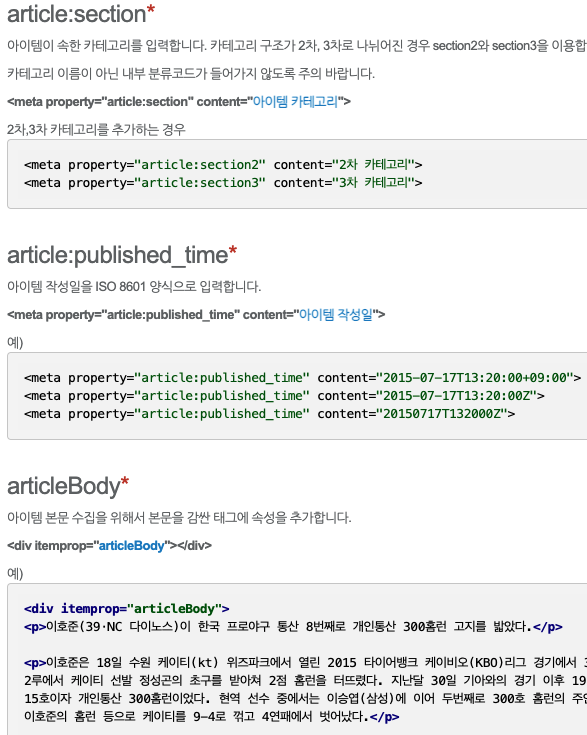 article:section*
아이템이 속한 카테고리를 입력합니다. 카테고리 구조가 2차, 3차로 나뉘어진 경우 section2와 section3을 이용합
카테고리 이름이 아닌 내부 분류코드가 들어가지 않도록 주의 바랍니다.
<meta property="article:section" content="아이템 카테고리">
2차,3차 카테고리를 추가하는 경우
<meta property="article:section2" content="2차 카테고리">
<meta property="article:section3" content="3차 카테고리">
article:published_time*
아이템 작성일을 ISO 8601 양식으로 입력합니다.
<meta property="article:published_time" content="아이템 작성일">
예)
<meta property="article:published_time" content="2015-07-17T13:20:00+09:00">
<meta property="article:published_time" content="2015-07-17T13:20:00Z">
<meta property="article:published_time" content="20150717T132000Z">
articleBody*
아이템 본문 수집을 위해서 본문을 감싼 태그에 속성을 추가합니다.
<div itemprop="articleBody"></div>
예)
<div itemprop="articleBody">
<p>이호준(39·NC 다이노스)이 한국 프로야구 통산 8번째로 개인통산 300홈런 고지를 밟았다.</p>
<p>이호준은 18일 수원 케이티(kt) 위즈파크에서 열린 2015 타이어뱅크 케이비오(KBO)리그 경기에서 3
2루에서 케이티 선발 정성곤의 초구를 받아쳐 2점 홈런을 터뜨렸다. 지난달 30일 기아와의 경기 이후 19
15호이자 개인통산 300홈런이었다. 현역 선수 중에서는 이승엽(삼성)에 이어 두번째로 300호 홈런의 주인
이호준의 홈런 등으로 케이티를 9-4로 꺾고 4연패에서 벗어났다.</p>